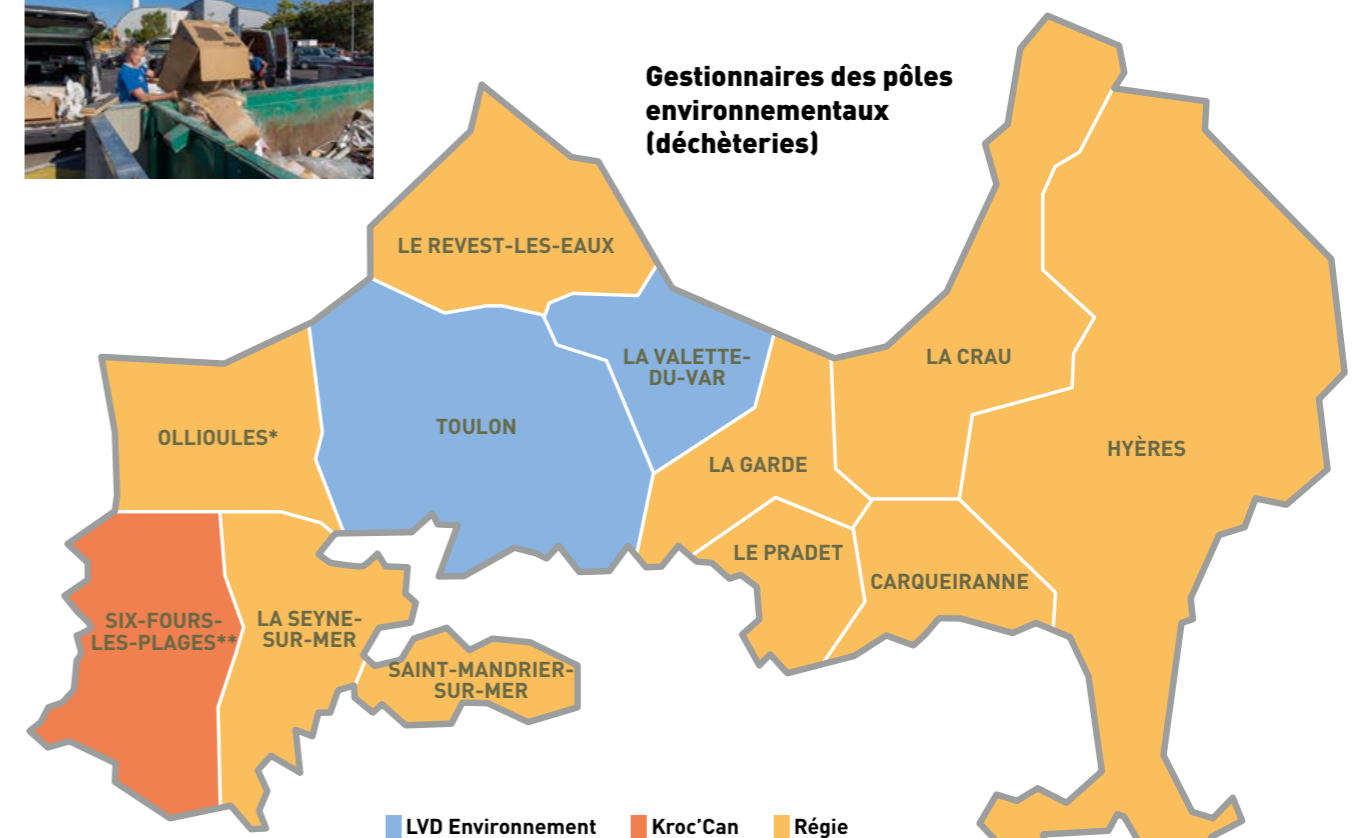 Gestionnaires des pôles
environnementaux
(déchèteries)
LE REVEST-LES-EAUX
LA VALETTE-
DU-VAR
LA CRAU
TOULON
OLLIOULES*
HYÈRES
LA GARDE
LE PRADET
CARQUEIRANNE
SIX-FOURS-
LES-PLAGES**
LA SEYNE-
SUR-MER
SAINT-MANDRIER-
SUR-MER
LVD Environnement
Kroc'Can
Régie